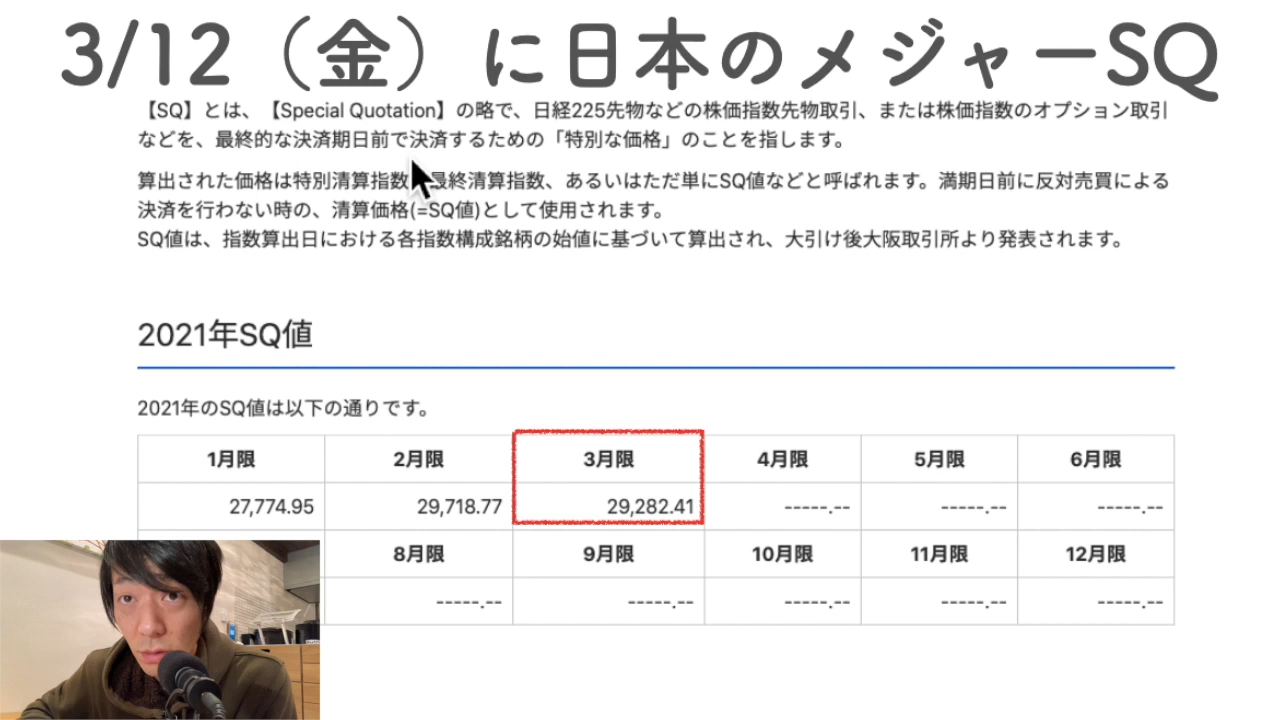 3/12（金）に日本のメジャーSQ
【SQ】とは、【Special Quotation】の略で、日経225先物などの株価指数先物取引、または株価指数のオプション取引
などを、最終的な決済期日前で決済するための「特別な価格」のことを指します。
算出された価格は特別清算指数 最終清算指数、あるいはただ単にSQ値などと呼ばれます。満期日前に反対売買による
決済を行わない時の、清算価格(=SQ値)として使用されます。
SQ値は、指数算出日における各指数構成銘柄の始値に基づいて算出され、大引け後大阪取引所より発表されます。
2021年SQ値
2021年のSQ値は以下の通りです。
1月限 2月限 3月限 4月限 5月限 6月限
27,774.95 29,718.77 29,282.41 -----.-- -----.-- -----.--
8月限 9月限 10月限 11月限 12月限
-----.-- -----.-- -----.-- -----.-- -----.--